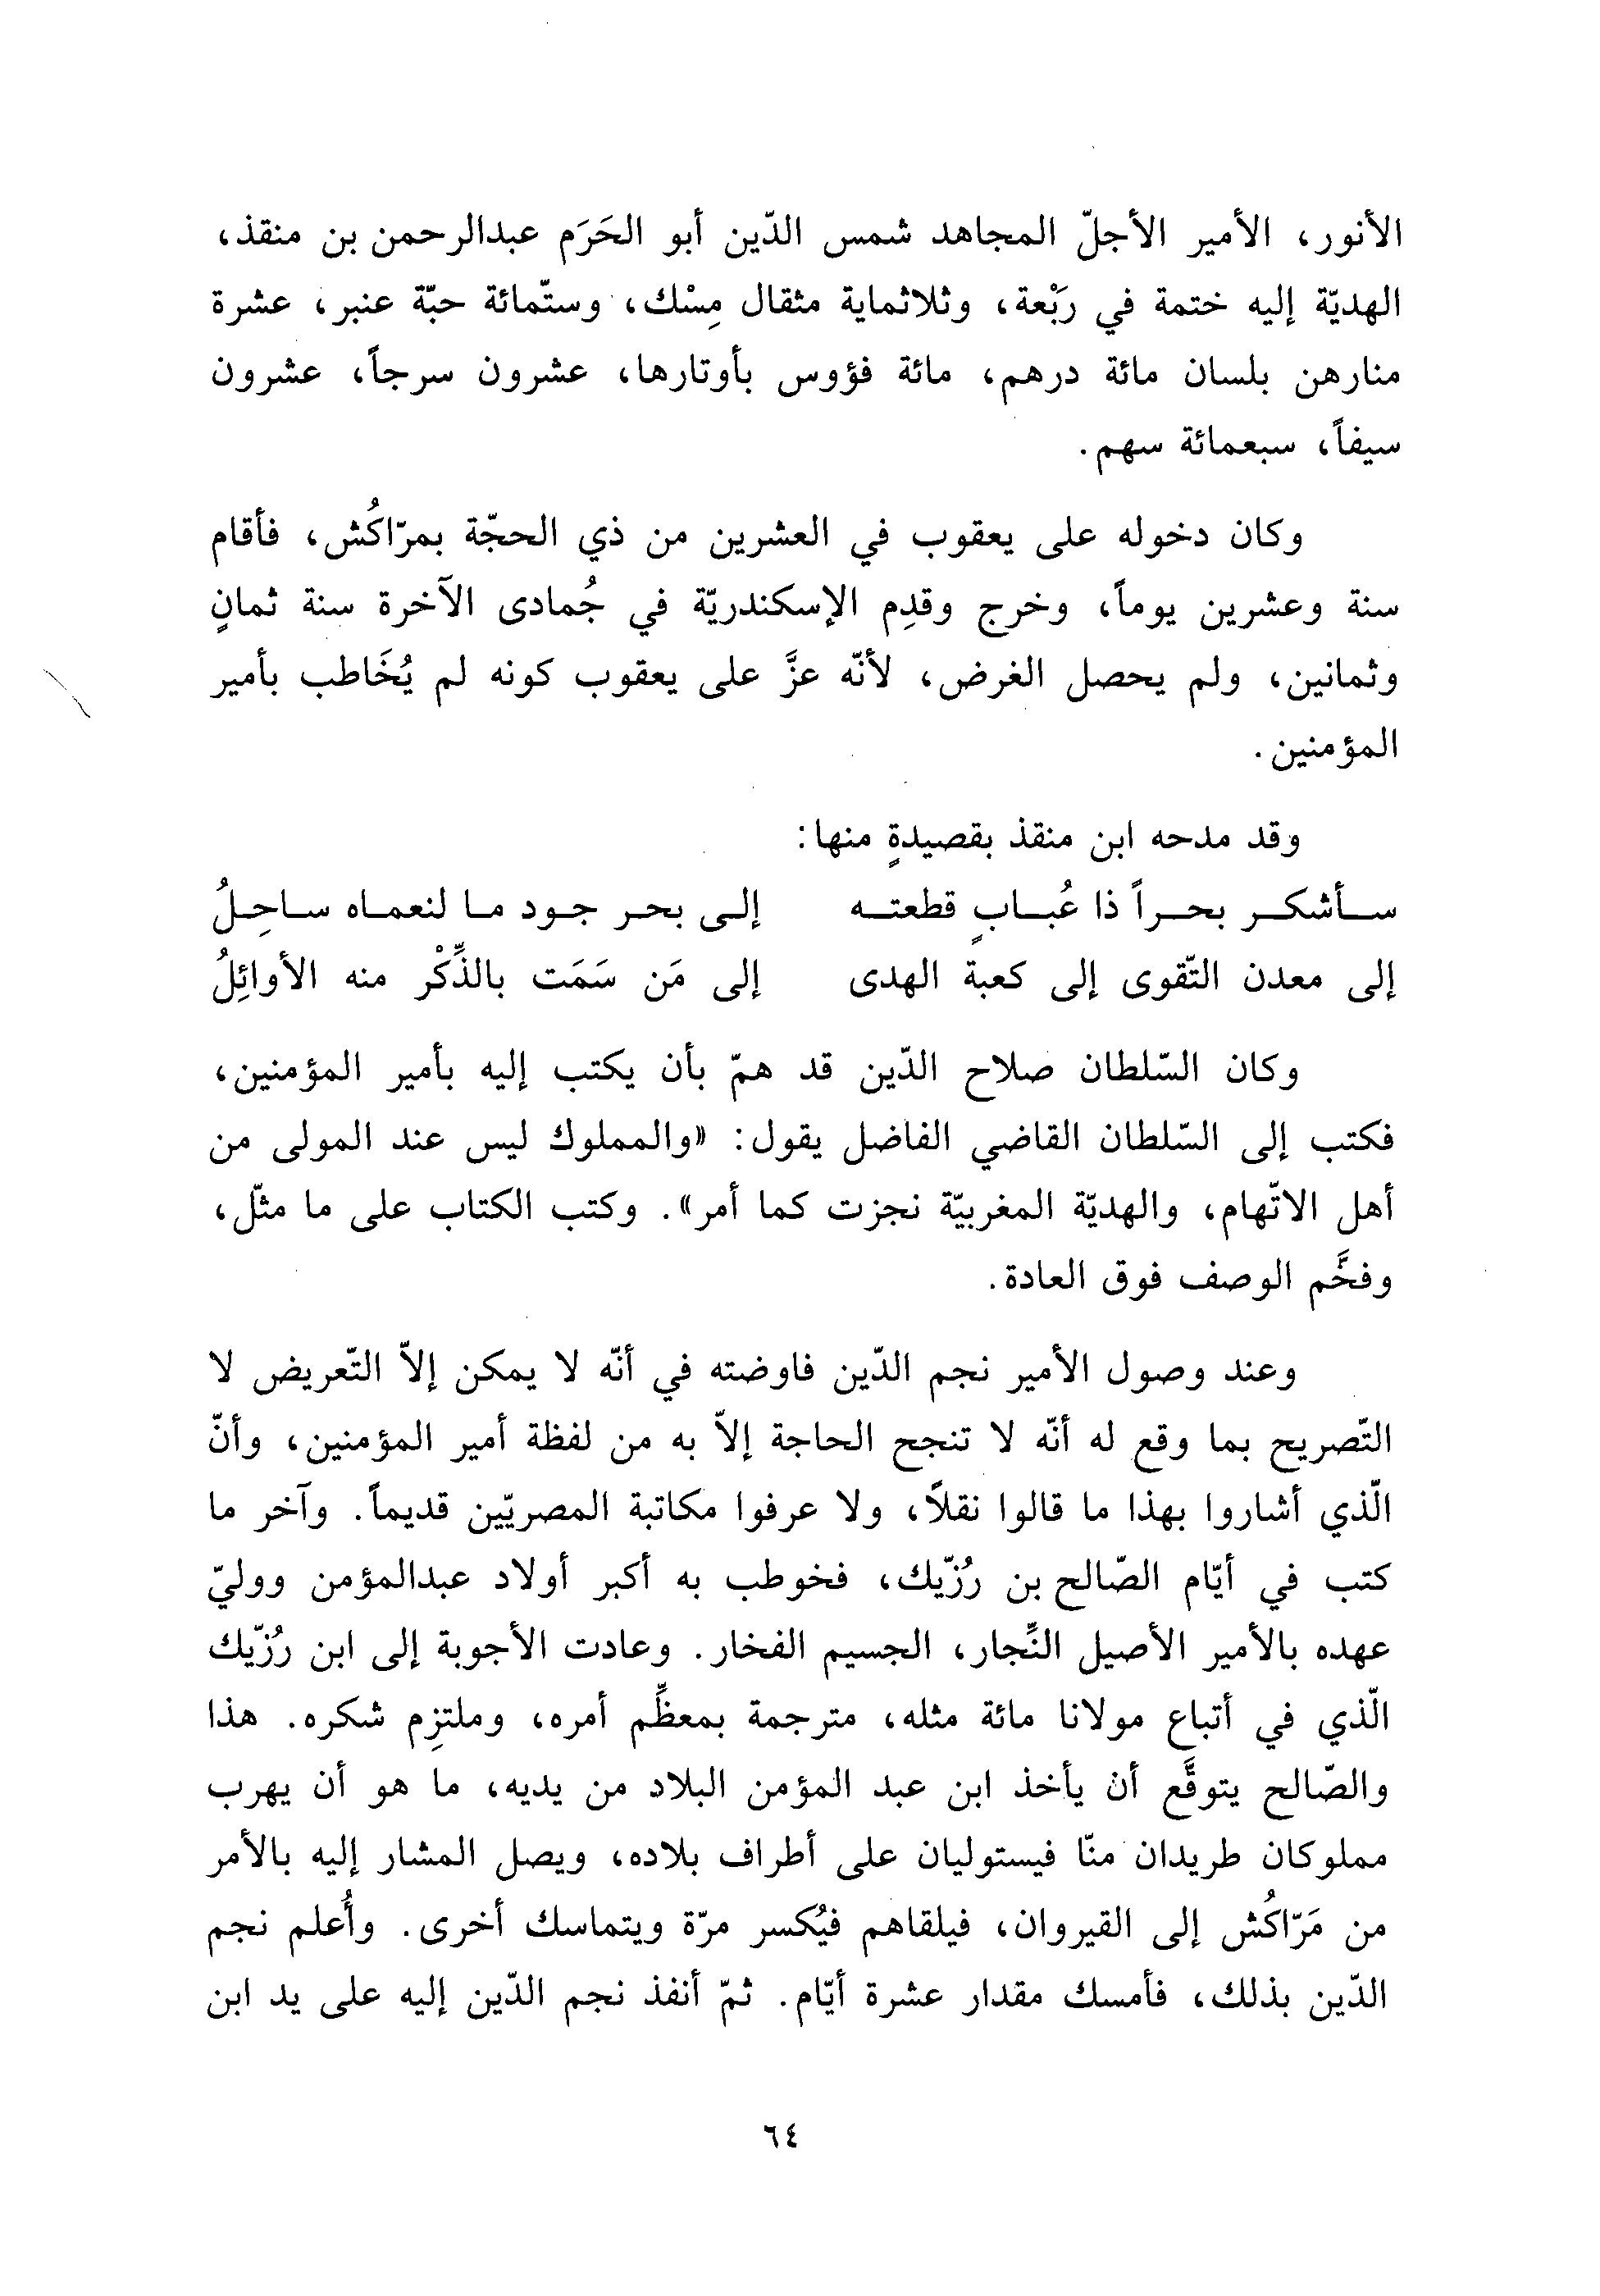 الأنور، الأمير الأجلّ المجاهد شمس الدّين أبو الحَرَم عبدالرحمن بن منقذ،
الهديّة إليه ختمة في رَبْعة، وثلاثماية مثقال مِسْك، وستّمائة حبّة عنبر، عشرة
منارهن بلسان مائة درهم، مائة فؤوس بأوتارها، عشرون سرجاً، عشرون
سيفاً، سبعمائة سهم.
وكان دخوله على يعقوب في العشرين من ذي الحجّة بمرّاكُش، فأقام
سنة وعشرين يوماً، وخرج وقدِم الإسكندريّة في جُمادى الآخرة سنة ثمانٍ
وثمانين، ولم يحصل الغرض، لأنّه عزَّ على يعقوب كونه لم يُخَاطب بأمير
المؤمنين.
وقد مدحه ابن منقذ بقصيدةٍ منها:
سـأشكـر بحـراً ذا عُبـابٍ قطعتـه إلى بحر جود ما لنعماه ساحِلُ
إلى معدن التّقوى إلى كعبة الهدى إلى مَن سَمَت بالذِّكْر منه الأوائِلُ
وكان السّلطان صلاح الدّين قد همّ بأن يكتب إليه بأمير المؤمنين،
فكتب إلى السّلطان القاضي الفاضل يقول: «والمملوك ليس عند المولى من
أهل الاتّهام، والهديّة المغربيّة نجزت كما أمر». وكتب الكتاب على ما مثّل،
وفخَّم الوصف فوق العادة.
وعند وصول الأمير نجم الدّين فاوضته في أنّه لا يمكن إلاّ التّعريض لا
التّصريح بما وقع له أنّه لا تنجح الحاجة إلاّ به من لفظة أمير المؤمنين، وأنّ
الّذي أشاروا بهذا ما قالوا نقلاً، ولا عرفوا مكاتبة المصريّين قديماً. وآخر ما
كتب في أيّام الصّالح بن رُزّيك، فخوطب به أكبر أولاد عبدالمؤمن ووليّ
عهده بالأمير الأصيل النِّجار، الجسيم الفخار. وعادت الأجوبة إلى ابن رُزّيك
الّذي في أتباع مولانا مائة مثله، مترجمة بمعظِّم أمره، وملتزِم شكره. هذا
والصّالح يتوقَّع أن يأخذ ابن عبد المؤمن البلاد من يديه، ما هو أن يهرب
مملوكان طريدان منّا فيستوليان على أطراف بلاده، ويصل المشار إليه بالأمر
من مَرّاكُش إلى القيروان، فيلقاهم فيُكسر مرّة ويتماسك أخرى. وأُعلم نجم
الدّين بذلك، فأمسك مقدار عشرة أيّام. ثمّ أنفذ نجم الدّين إليه على يد ابن
٦٤